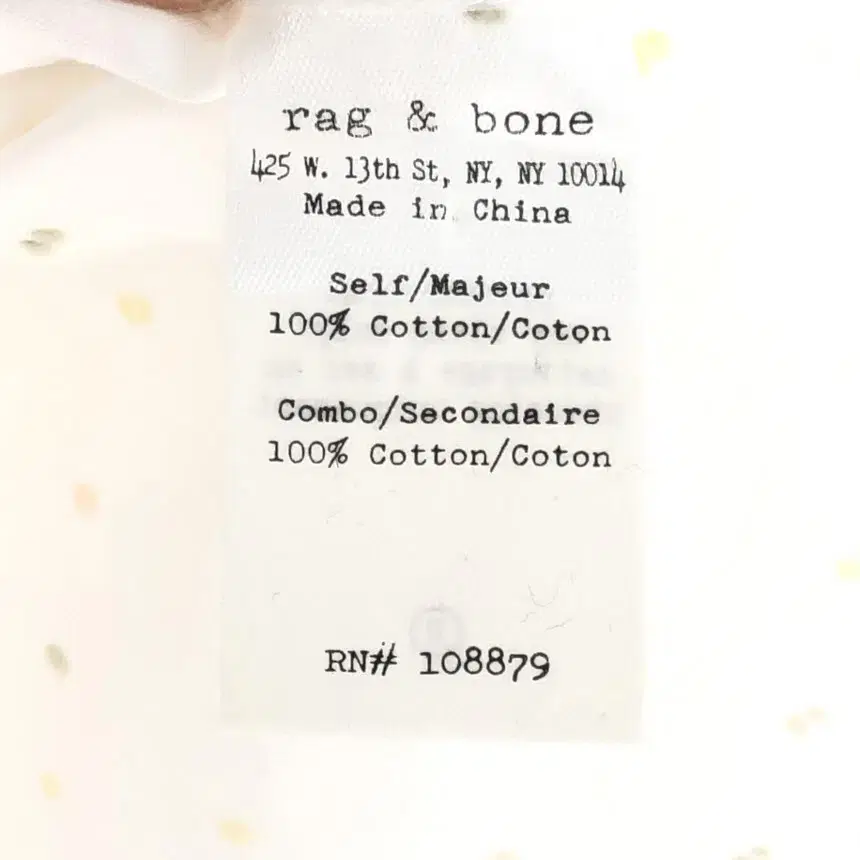 rag & bone
425 W. 13th St, NY, NY 10014
Made in China
Self/Majeur
100% Cotton/Coton
Combo/Secondaire
100% Cotton/Coton
RN# 108879